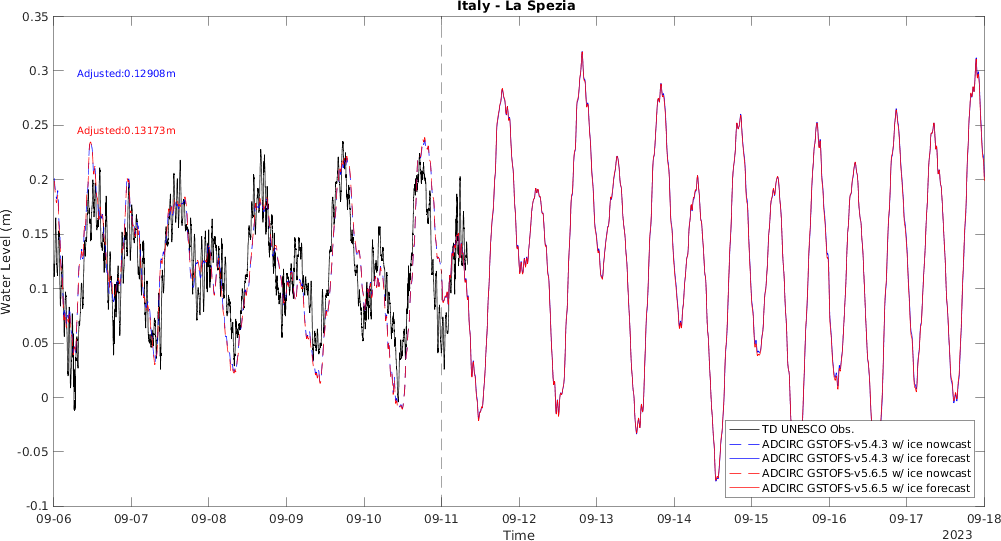 Italy - La Spezia
0.35
0.3
0.25
0.2
0.15
0.1
0.05
0
-0.05
-0.1
Water Level (m)
Adjusted:0.12908m
Adjusted:0.13173m
TD UNESCO Obs.
ADCIRC GSTOFS-v5.4.3 w/ ice nowcast
ADCIRC GSTOFS-v5.4.3 w/ ice forecast
ADCIRC GSTOFS-v5.6.5 w/ ice nowcast
ADCIRC GSTOFS-v5.6.5 w/ ice forecast
09-06 09-07 09-08 09-09 09-10 09-11 09-12 09-13 09-14 09-15 09-16 09-17 09-18
Time
2023